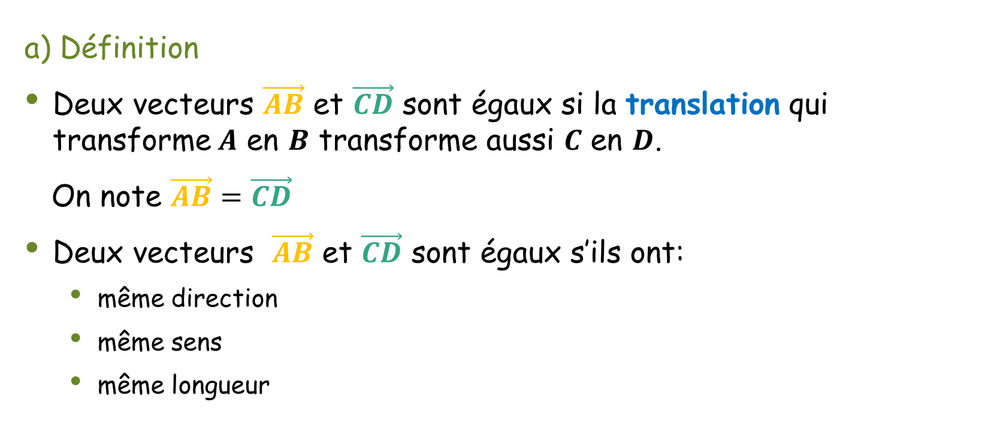 a) Définition
• Deux vecteurs $\overrightarrow{AB}$ et $\overrightarrow{CD}$ sont égaux si la translation qui
transforme A en B transforme aussi C en D.
On note $\overrightarrow{AB}$ = $\overrightarrow{CD}$
• Deux vecteurs $\overrightarrow{AB}$ et $\overrightarrow{CD}$ sont égaux s’ils ont:
• même direction
• même sens
• même longueur